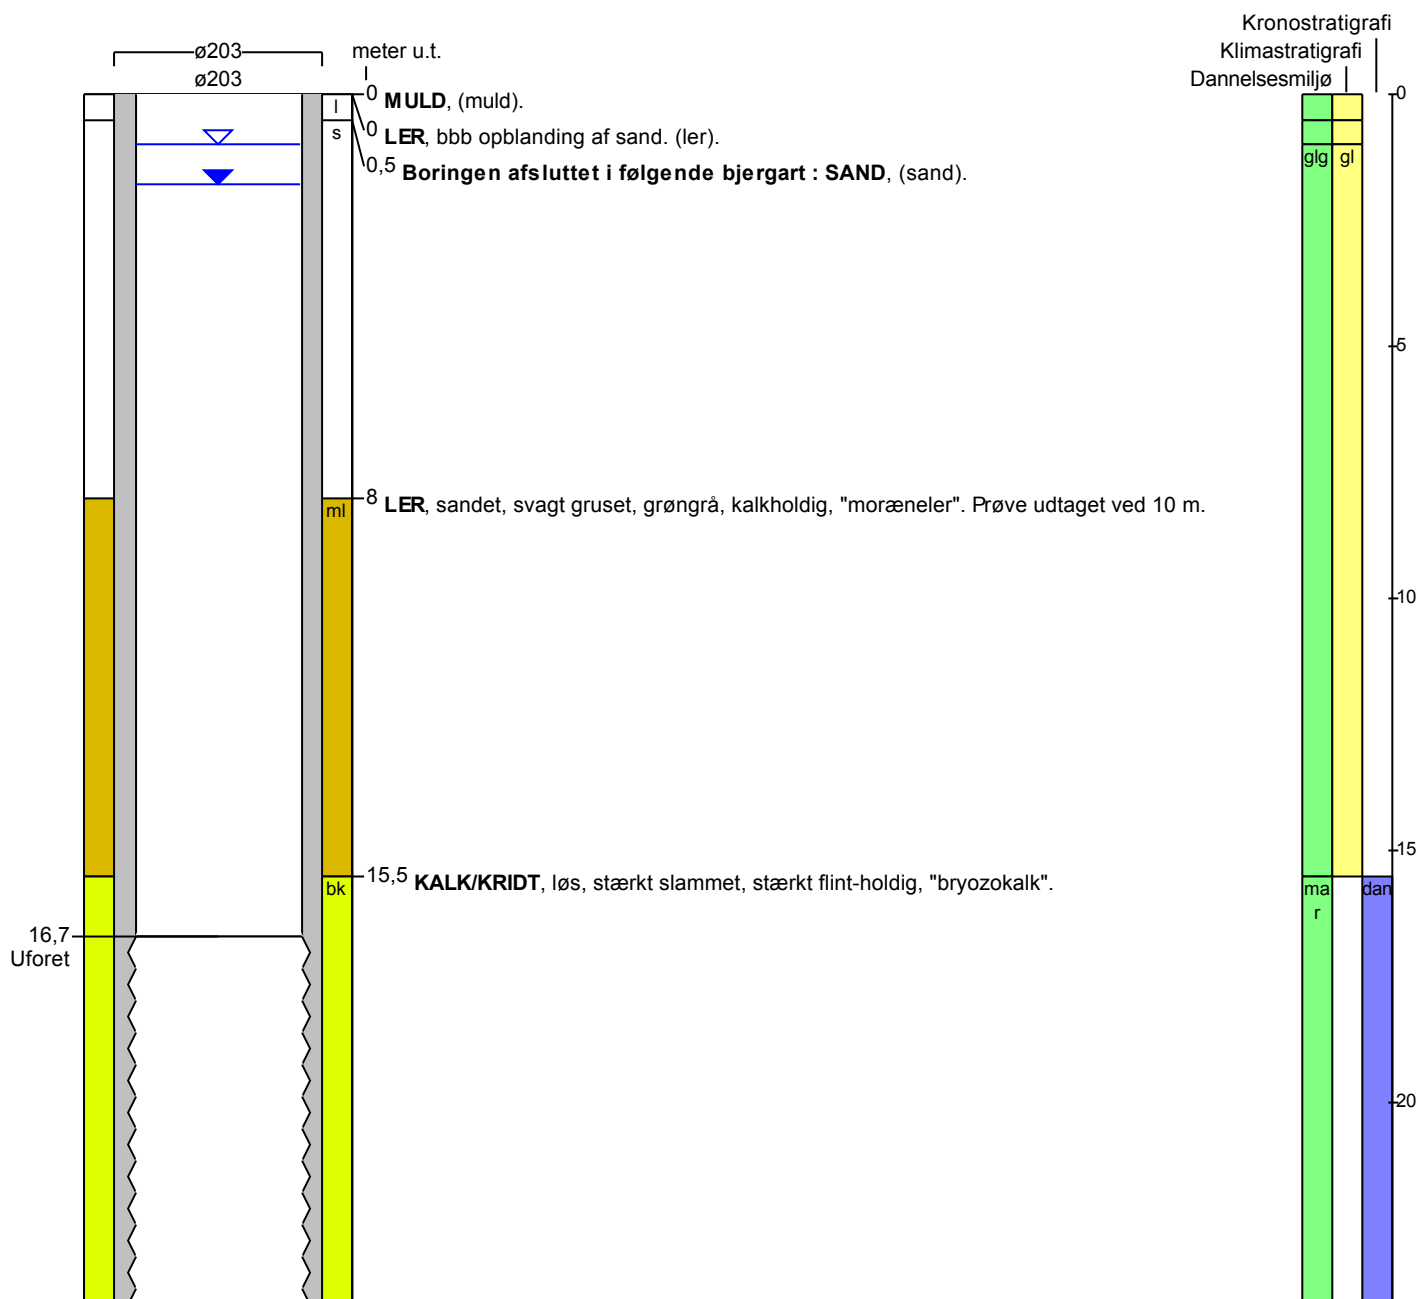 Kronostratigrafi
ø203 meter u.t. Klimastratigrafi
ø203 Dannelsesmiljø
0 MULD, (muld). 0
l
s 0 LER, bbb opblanding af sand. (ler).
0,5 Boringen afsluttet i følgende bjergart : SAND, (sand).
glg gl
5
8 LER, sandet, svagt gruset, grøngrå, kalkholdig, "moræneler". Prøve udtaget ved 10 m.
ml
10
15
15,5 KALK/KRIDT, løs, stærkt slammet, stærkt flint-holdig, "bryozokalk".
bk ma dan
r
16,7
Uforet
20